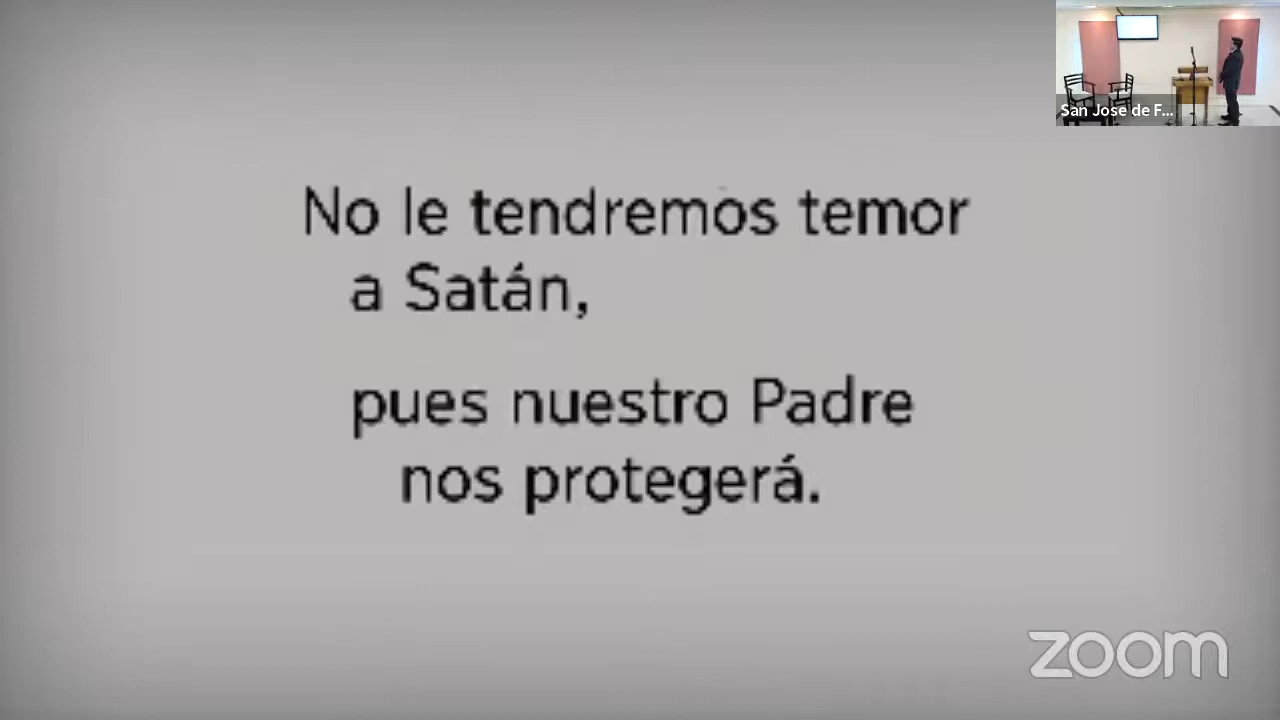 San Jose de F...
No le tendremos temor
a Satán,
pues nuestro Padre
nos protegerá.
zoom